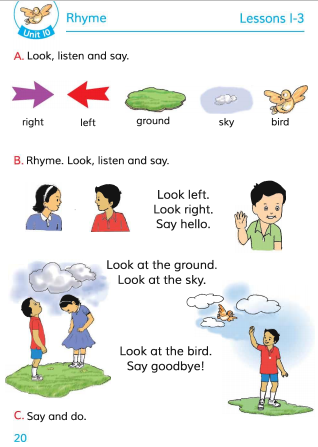 Unit 10
Rhyme
Lessons 1-3
A. Look, listen and say.
right
left
ground
sky
bird
B. Rhyme. Look, listen and say.
Look left.
Look right.
Say hello.
Look at the ground.
Look at the sky.
Look at the bird.
Say goodbye!
C. Say and do.
20